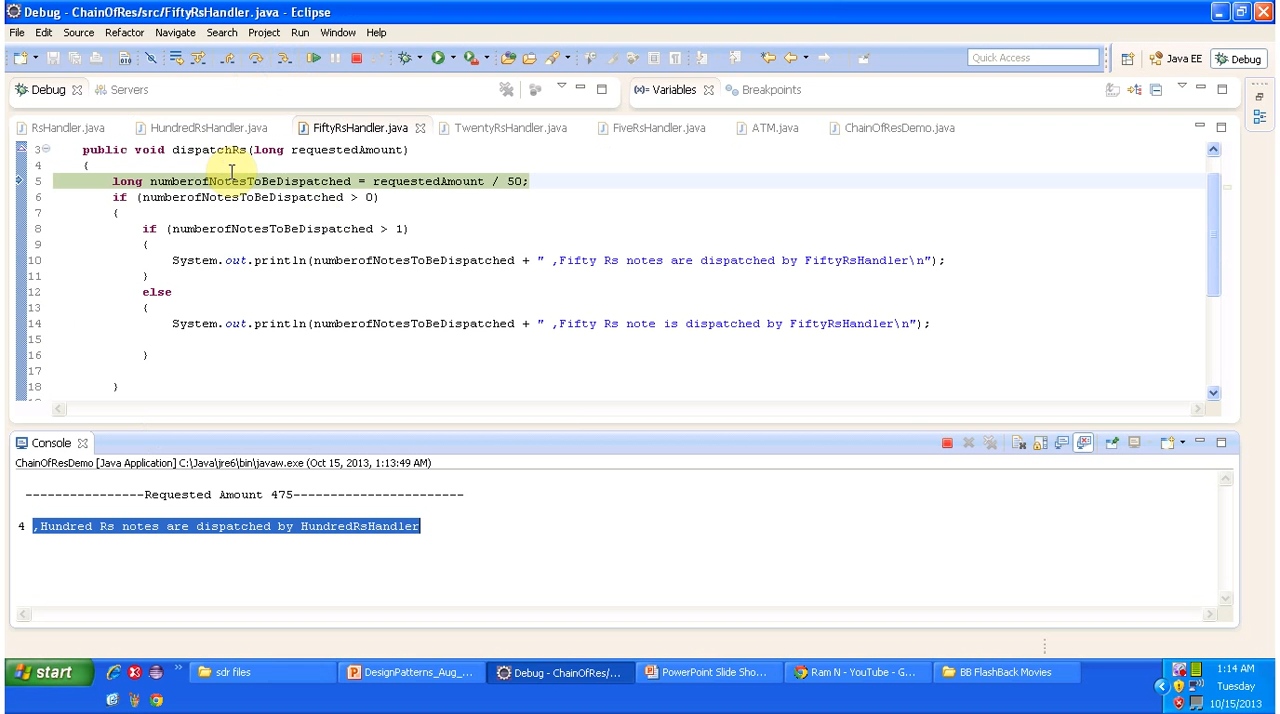 Debug - ChainOfRes/src/FiftyRsHandler.java - Eclipse
File Edit Source Refactor Navigate Search Project Run Window Help
Quick Access
Java EE
Debug
Debug
Servers
(x)= Variables
Breakpoints
RsHandler.java
HundredRsHandler.java
FiftyRsHandler.java
TwentyRsHandler.java
FiveRsHandler.java
ATM.java
ChainOfResDemo.java
3 public void dispatchRs(long requestedAmount)
4 {
5 long numberofNotesToBeDispatched = requestedAmount / 50;
6 if (numberofNotesToBeDispatched > 0)
7 {
8 if (numberofNotesToBeDispatched > 1)
9 {
10 System.out.println(numberofNotesToBeDispatched + " ,Fifty Rs notes are dispatched by FiftyRsHandler\n");
11 }
12 else
13 {
14 System.out.println(numberofNotesToBeDispatched + " ,Fifty Rs note is dispatched by FiftyRsHandler\n");
15
16 }
17
18 }
Console
ChainOfResDemo [Java Application] C:\Java\jre6\bin\javaw.exe (Oct 15, 2013, 1:13:49 AM)
----------------Requested Amount 475-----------------------
4 ,Hundred Rs notes are dispatched by HundredRsHandler
start
sdr files
DesignPatterns_Aug_...
Debug - ChainOfRes/...
PowerPoint Slide Sho...
Ram N - YouTube - G...
BB FlashBack Movies
1:14 AM
Tuesday
10/15/2013